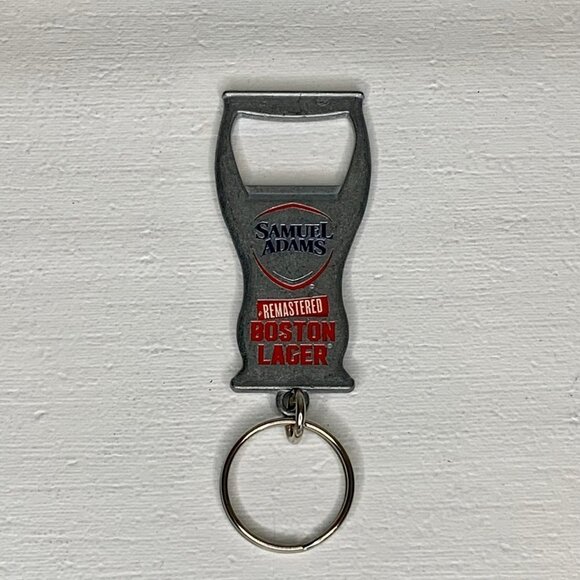 SAMUEL
ADAMS
®
REMASTERED
BOSTON
LAGER